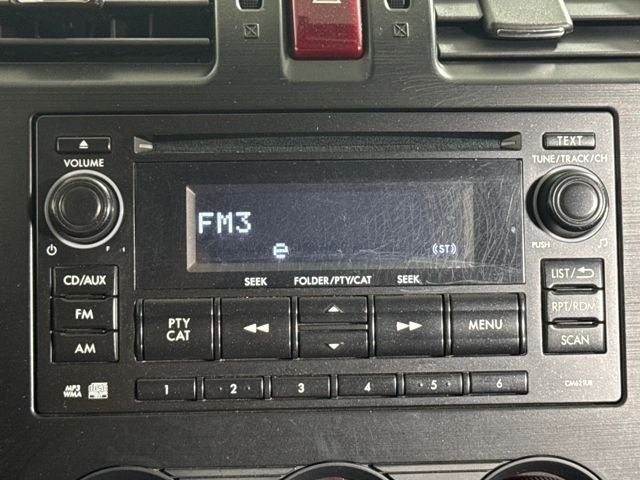 TEXT
VOLUME
TUNE/TRACK/CH
FM3
e
(ST)
PUSH
SEEK FOLDER/PTY/CAT SEEK
CD/AUX
LIST/
PTY
CAT
MENU
FM
RPT/RDM
AM
SCAN
MP3
WMA
1 2 3 4 5 6
CM621UB